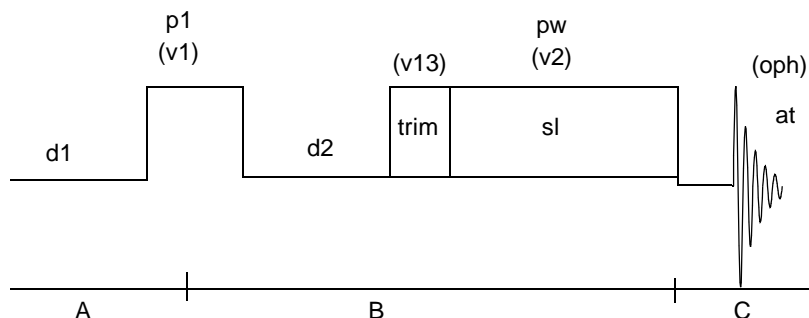 p1
(v1)
pw
(v2)
(v13)
(oph)
at
trim
sl
d1
d2
A
B
C